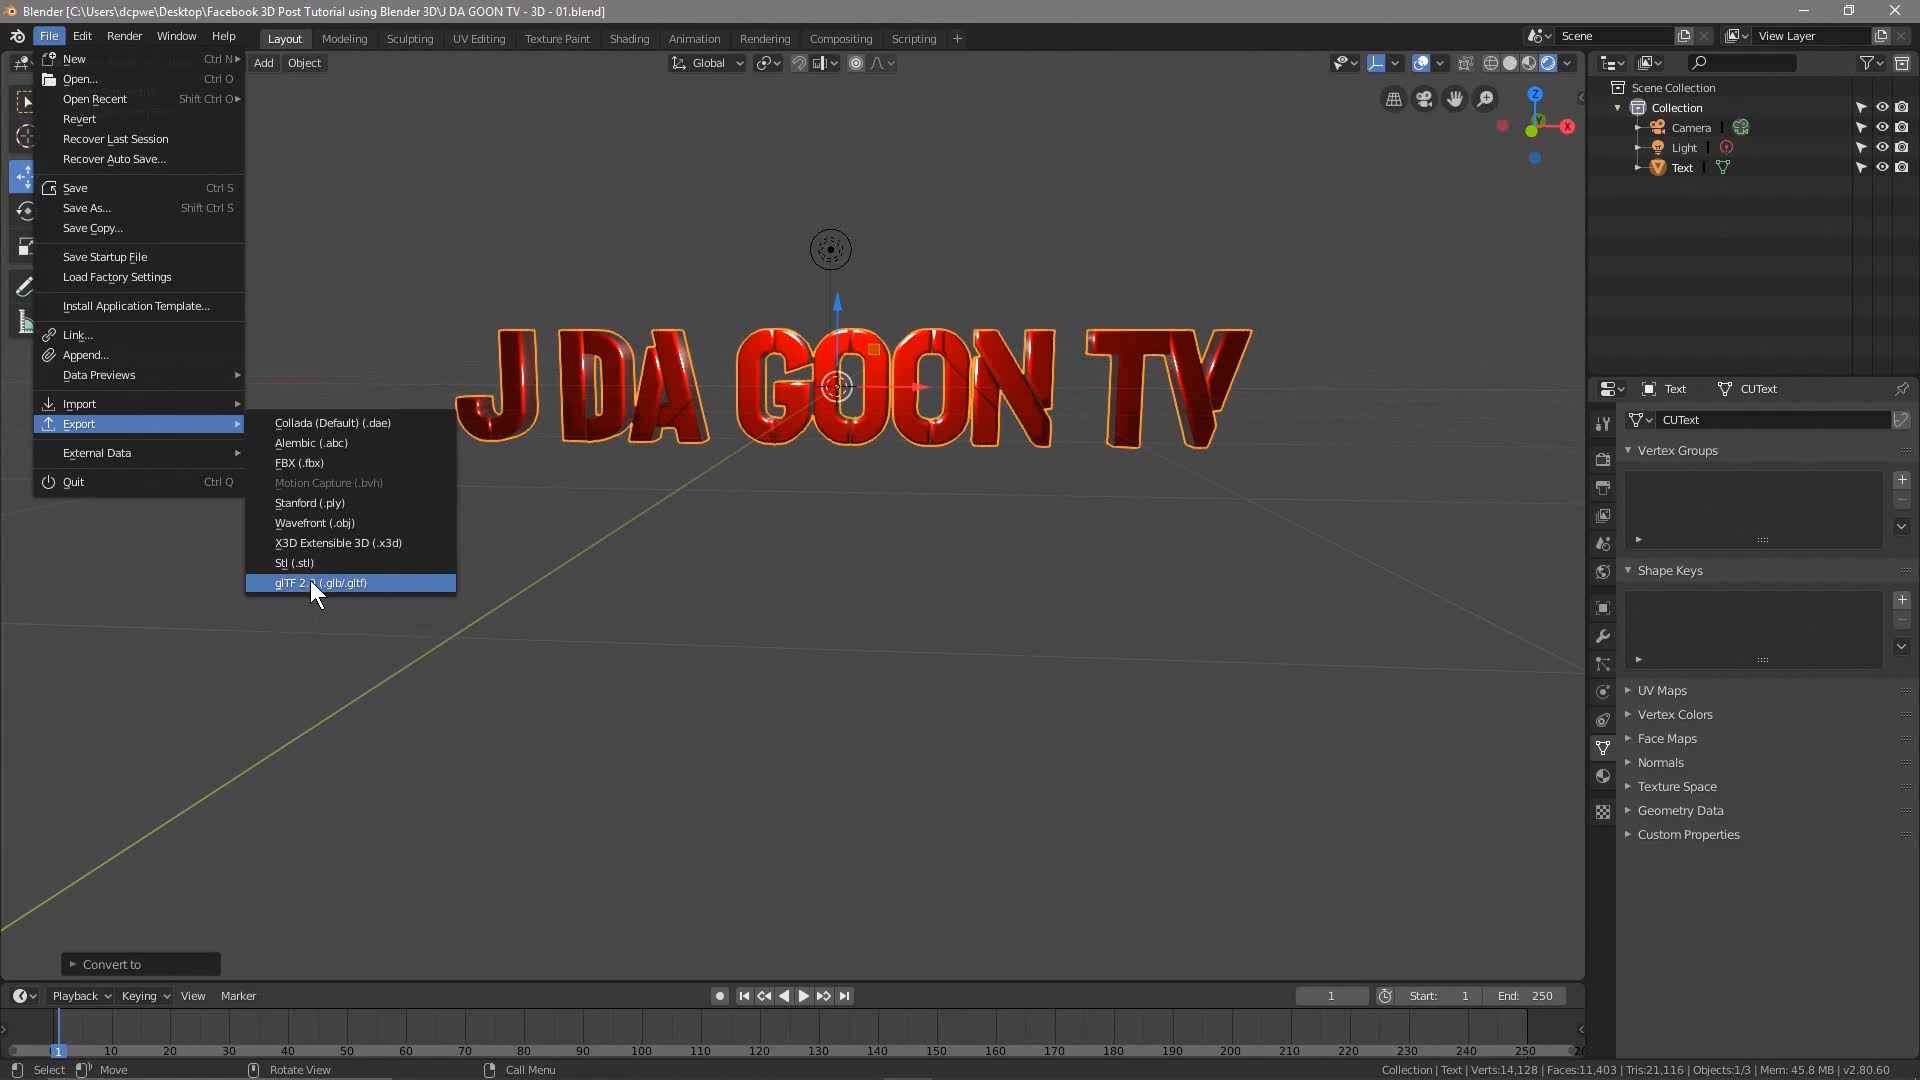 Blender [C:\Users\dcpwe\Desktop\Facebook 3D Post Tutorial using Blender 3D\J DA GOON TV - 3D - 01.blend]
File Edit Render Window Help
Layout Modeling Sculpting UV Editing Texture Paint Shading Animation Rendering Compositing Scripting +
Scene
View Layer
Add Object
Global
New Ctrl N
Open... Ctrl O
Open Recent Shift Ctrl O
Revert
Recover Last Session
Recover Auto Save...
Save Ctrl S
Save As... Shift Ctrl S
Save Copy...
Save Startup File
Load Factory Settings
Install Application Template...
Link...
Append...
Data Previews
Import
Export
External Data
Quit Ctrl Q
Collada (Default) (.dae)
Alembic (.abc)
FBX (.fbx)
Motion Capture (.bvh)
Stanford (.ply)
Wavefront (.obj)
X3D Extensible 3D (.x3d)
Stl (.stl)
glTF 2. (.glb/.gltf)
J DA GOON TV
Z
Y
X
Convert to
Scene Collection
Collection
Camera
Light
Text
Text CUText
CUText
Vertex Groups
Shape Keys
UV Maps
Vertex Colors
Face Maps
Normals
Texture Space
Geometry Data
Custom Properties
Playback Keying View Marker
1
Start: 1
End: 250
1 10 20 30 40 50 60 70 80 90 100 110 120 130 140 150 160 170 180 190 200 210 220 230 240 250
Select Move Rotate View Call Menu
Collection | Text | Verts:14,128 | Faces:11,403 | Tris:21,116 | Objects:1/3 | Mem: 45.8 MB | v2.80.60